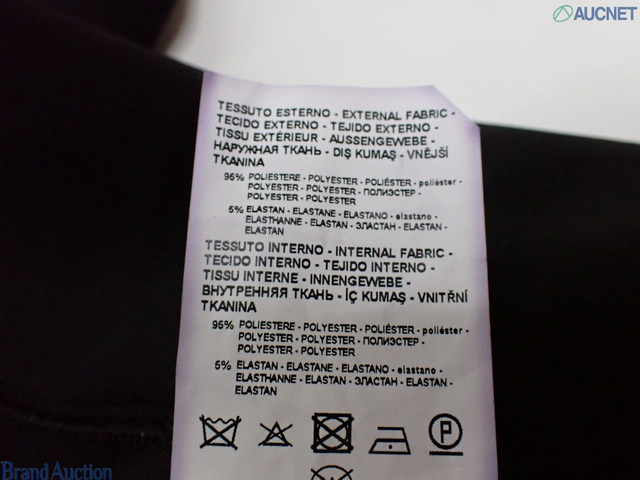 AUCNET
TESSUTO ESTERNO - EXTERNAL FABRIC -
TECIDO EXTERNO - TEJIDO EXTERNO -
TISSU EXTÉRIEUR - AUSSENGEWEBE -
НАРУЖНАЯ ТКАНЬ - DIŞ KUMAŞ - VNĚJŠÍ
TKANINA
95% POLIESTERE - POLYESTER - POLIÉSTER - poliéster -
POLYESTER - POLYESTER - ПОЛИЭСТЕР -
POLYESTER - POLYESTER
5% ELASTAN - ELASTANE - ELASTANO - elastano -
ELASTHANNE - ELASTAN - ЭЛАСТАН - ELASTAN -
ELASTAN
TESSUTO INTERNO - INTERNAL FABRIC -
TECIDO INTERNO - TEJIDO INTERNO -
TISSU INTERNE - INNENGEWEBE -
ВНУТРЕННЯЯ ТКАНЬ - İÇ KUMAŞ - VNITŘNÍ
TKANINA
95% POLIESTERE - POLYESTER - POLIÉSTER - poliéster -
POLYESTER - POLYESTER - ПОЛИЭСТЕР -
POLYESTER - POLYESTER
5% ELASTAN - ELASTANE - ELASTANO - elastano -
ELASTHANNE - ELASTAN - ЭЛАСТАН - ELASTAN -
ELASTAN
P
Brand Auction